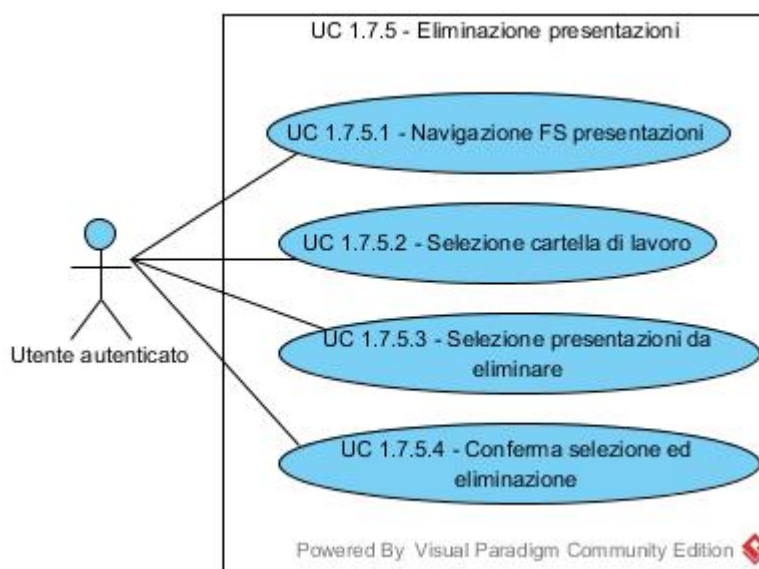 UC 1.7.5 - Eliminazione presentazioni
UC 1.7.5.1 - Navigazione FS presentazioni
UC 1.7.5.2 - Selezione cartella di lavoro
Utente autenticato
UC 1.7.5.3 - Selezione presentazioni da
eliminare
UC 1.7.5.4 - Conferma selezione ed
eliminazione
Powered By Visual Paradigm Community Edition